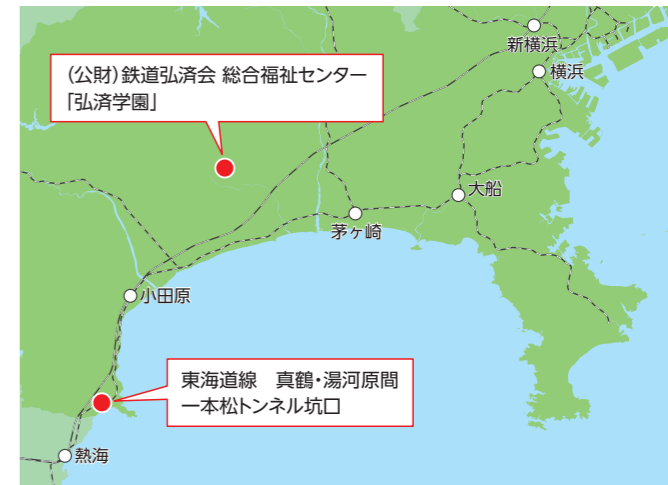 新横浜
横浜
(公財)鉄道弘済会 総合福祉センター
「弘済学園」
大船
茅ヶ崎
小田原
東海道線　真鶴・湯河原間
一本松トンネル坑口
熱海